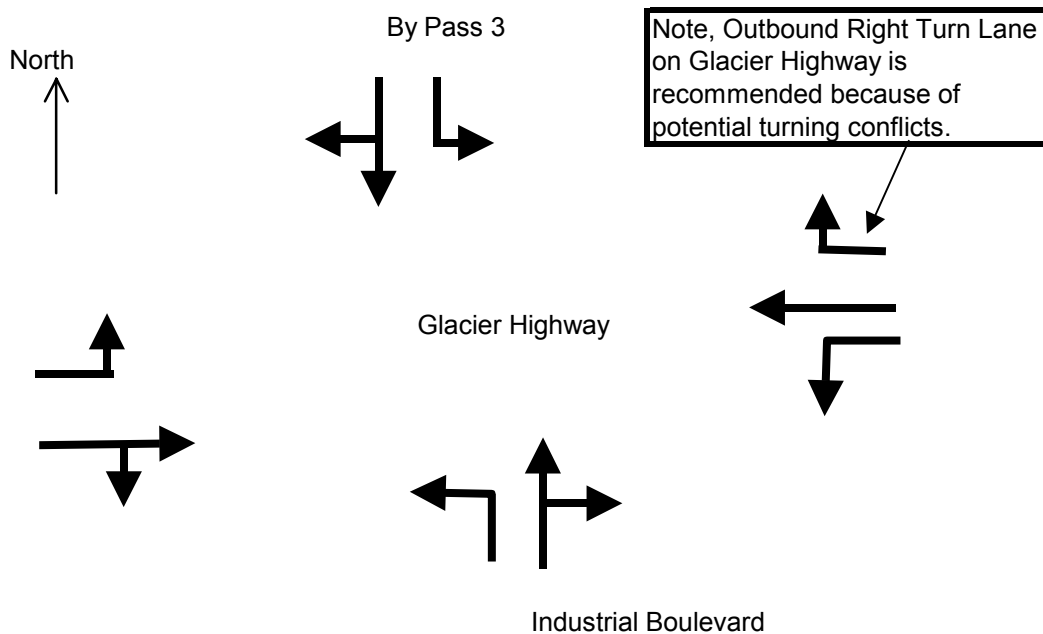 By Pass 3
North
Note, Outbound Right Turn Lane
on Glacier Highway is
recommended because of
potential turning conflicts.
Glacier Highway
Industrial Boulevard